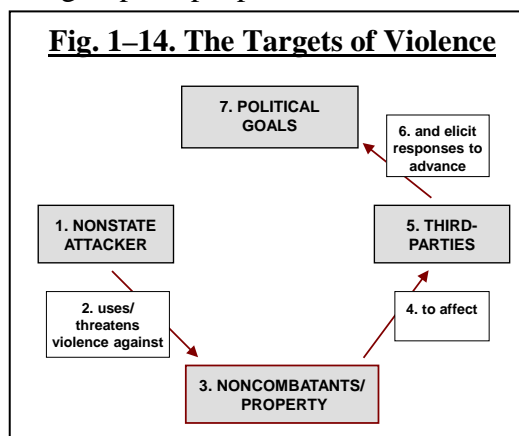 Fig. 1–14. The Targets of Violence
7. POLITICAL
GOALS
6. and elicit
responses to
advance
1. NONSTATE
ATTACKER
5. THIRD-
PARTIES
2. uses/
threatens
violence against
4. to affect
3. NONCOMBATANTS/
PROPERTY